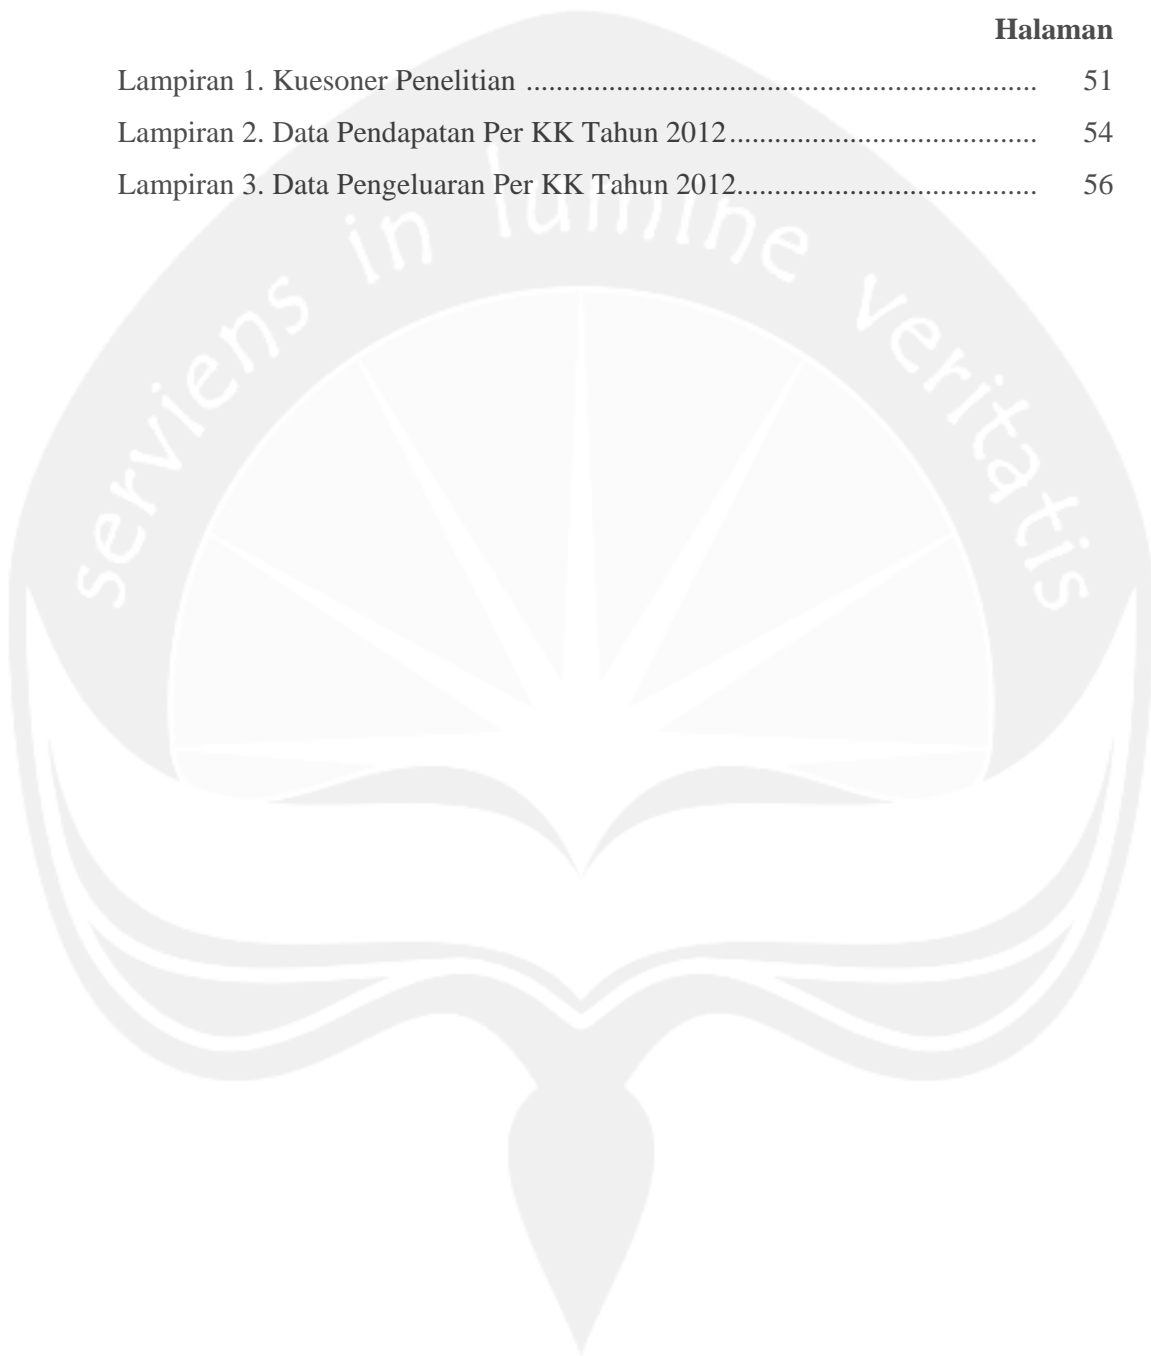 Halaman
Lampiran 1. Kuesoner Penelitian ................................................................... 51
Lampiran 2. Data Pendapatan Per KK Tahun 2012......................................... 54
Lampiran 3. Data Pengeluaran Per KK Tahun 2012........................................ 56
serviens in lumine veritatis